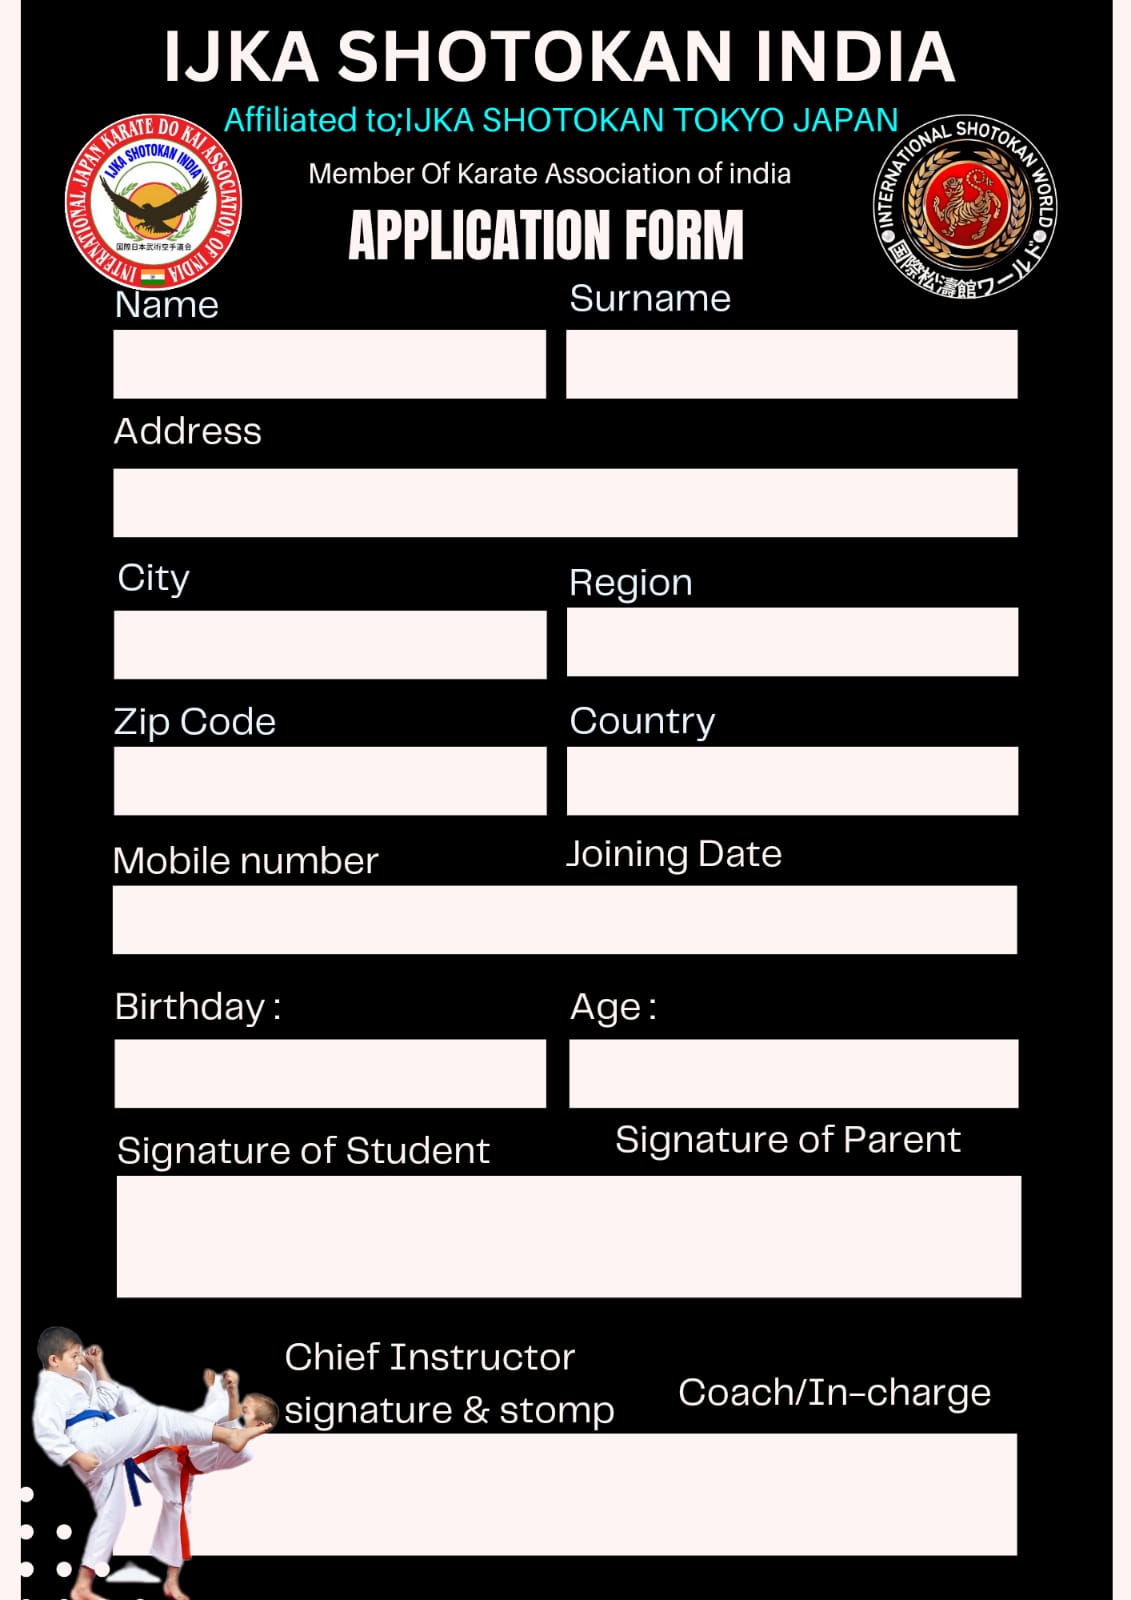 IJKA SHOTOKAN INDIA
Affiliated to;IJKA SHOTOKAN TOKYO JAPAN
Member Of Karate Association of india
APPLICATION FORM
INTERNATIONAL JAPAN KARATE DO KAI ASSOCIATION OF INDIA
IJKA SHOTOKAN INDIA
国際日本武術空手道会
INTERNATIONAL SHOTOKAN WORLD
国際松濤館ワールド
Name
Surname
Address
City
Region
Zip Code
Country
Mobile number
Joining Date
Birthday :
Age :
Signature of Student
Signature of Parent
Chief Instructor
signature & stomp
Coach/In-charge